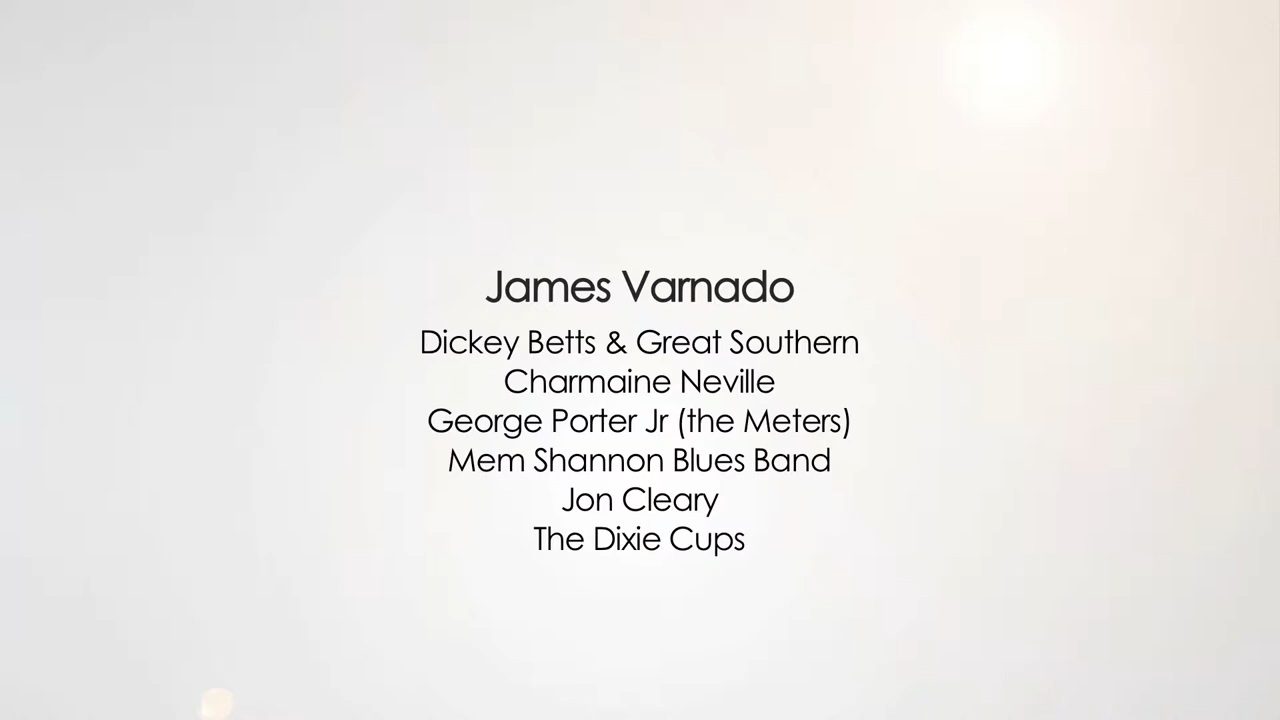 James Varnado
Dickey Betts & Great Southern
Charmaine Neville
George Porter Jr (the Meters)
Mem Shannon Blues Band
Jon Cleary
The Dixie Cups